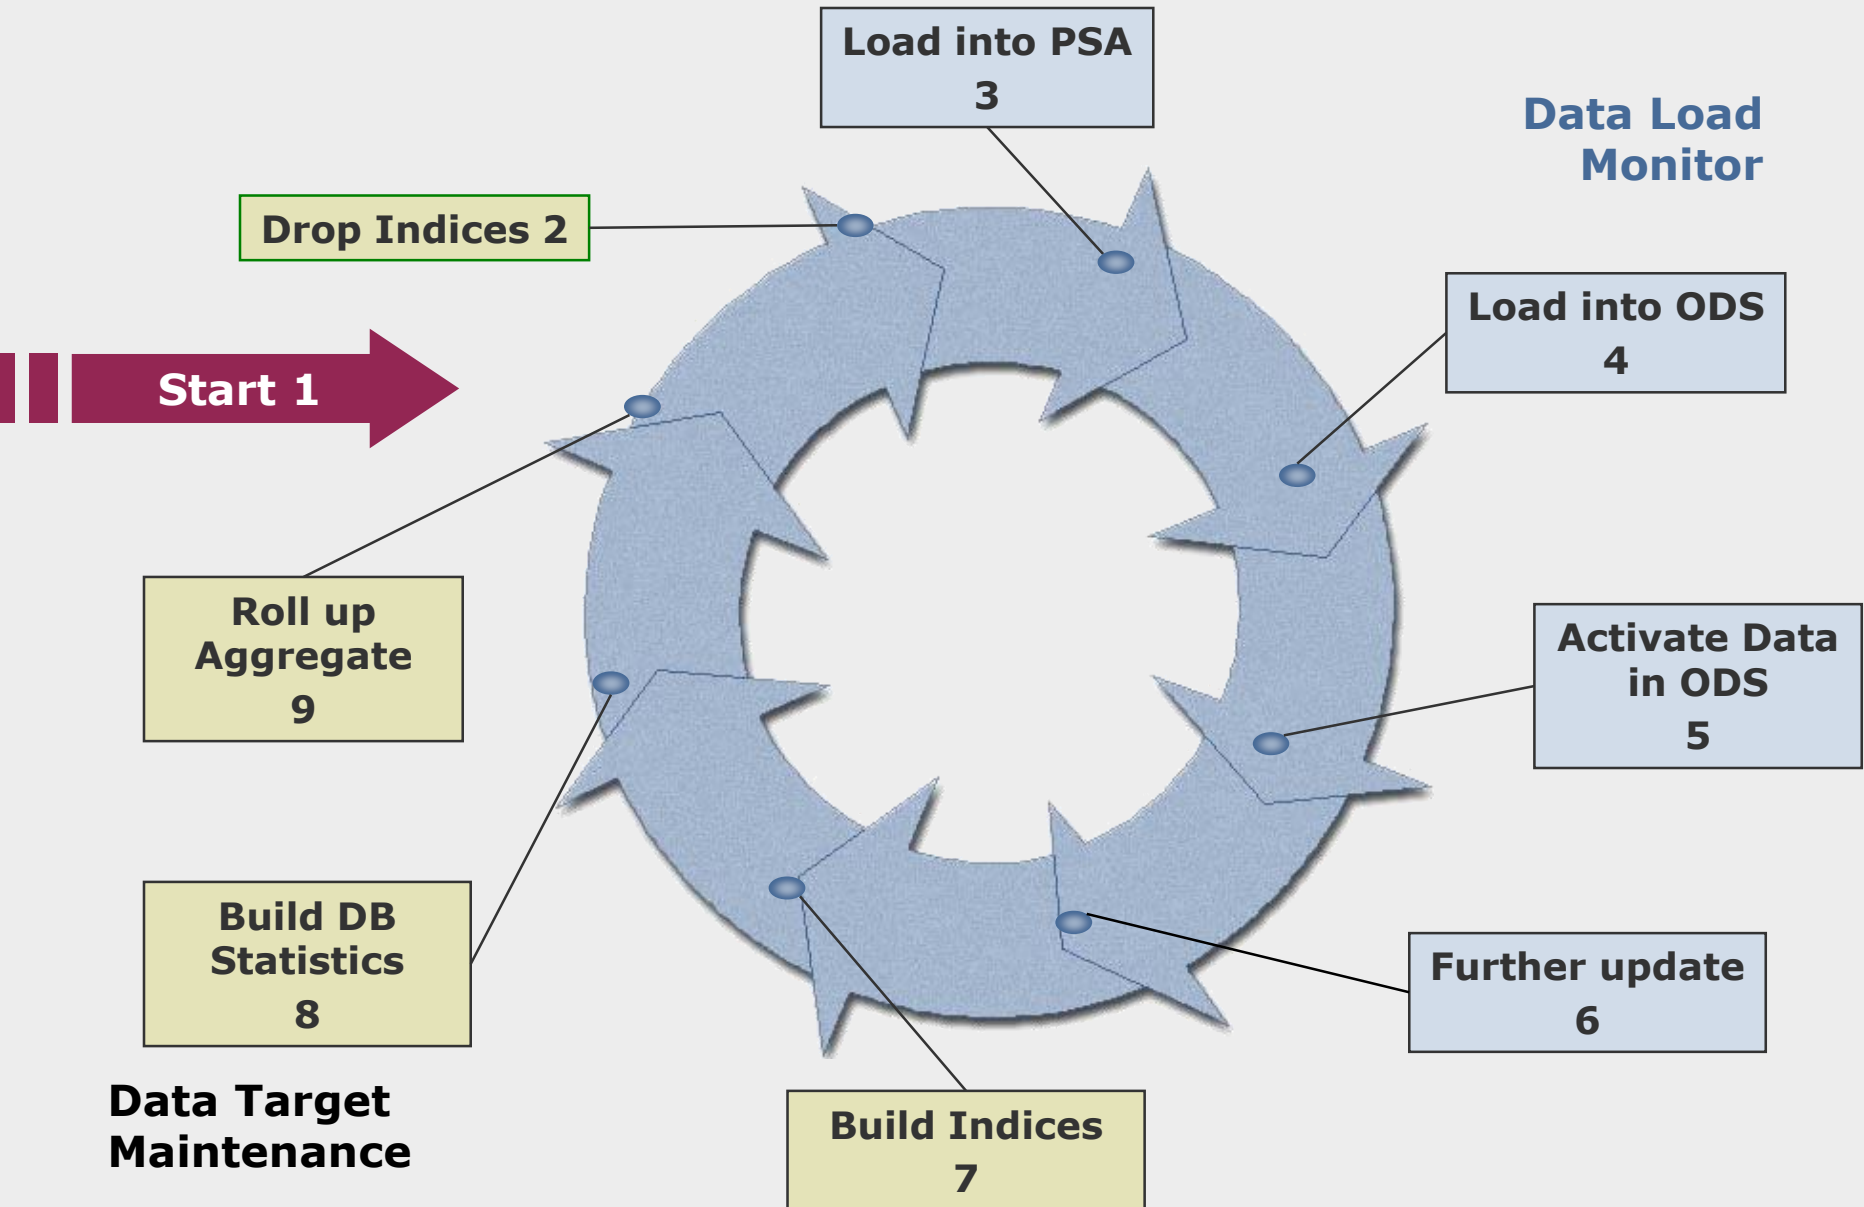 Load into PSA
3
Data Load
Monitor
Drop Indices 2
Load into ODS
4
Start 1
Roll up
Aggregate
9
Activate Data
in ODS
5
Build DB
Statistics
8
Further update
6
Data Target
Maintenance
Build Indices
7